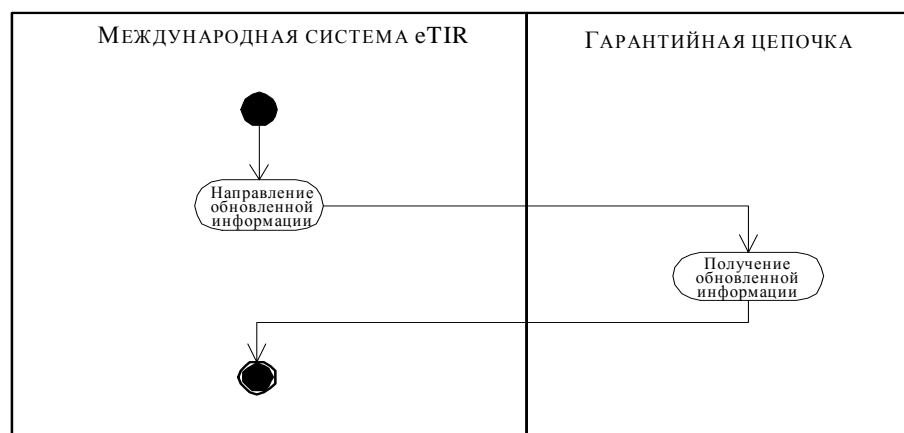 МЕЖДУНАРОДНАЯ СИСТЕМА eTIR
ГАРАНТИЙНАЯ ЦЕПОЧКА
Направление
обновленной
информации
Получение
обновленной
информации